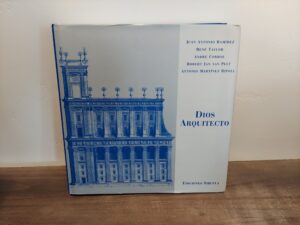 JUAN ANTONIO RAMÍREZ
RENÉ TAYLOR
ANDRÉ CORBOZ
ROBERT JAN VAN PELT
ANTONIO MARTÍNEZ RIPOLL
DIOS
ARQUITECTO
EDICIONES SIRUELA